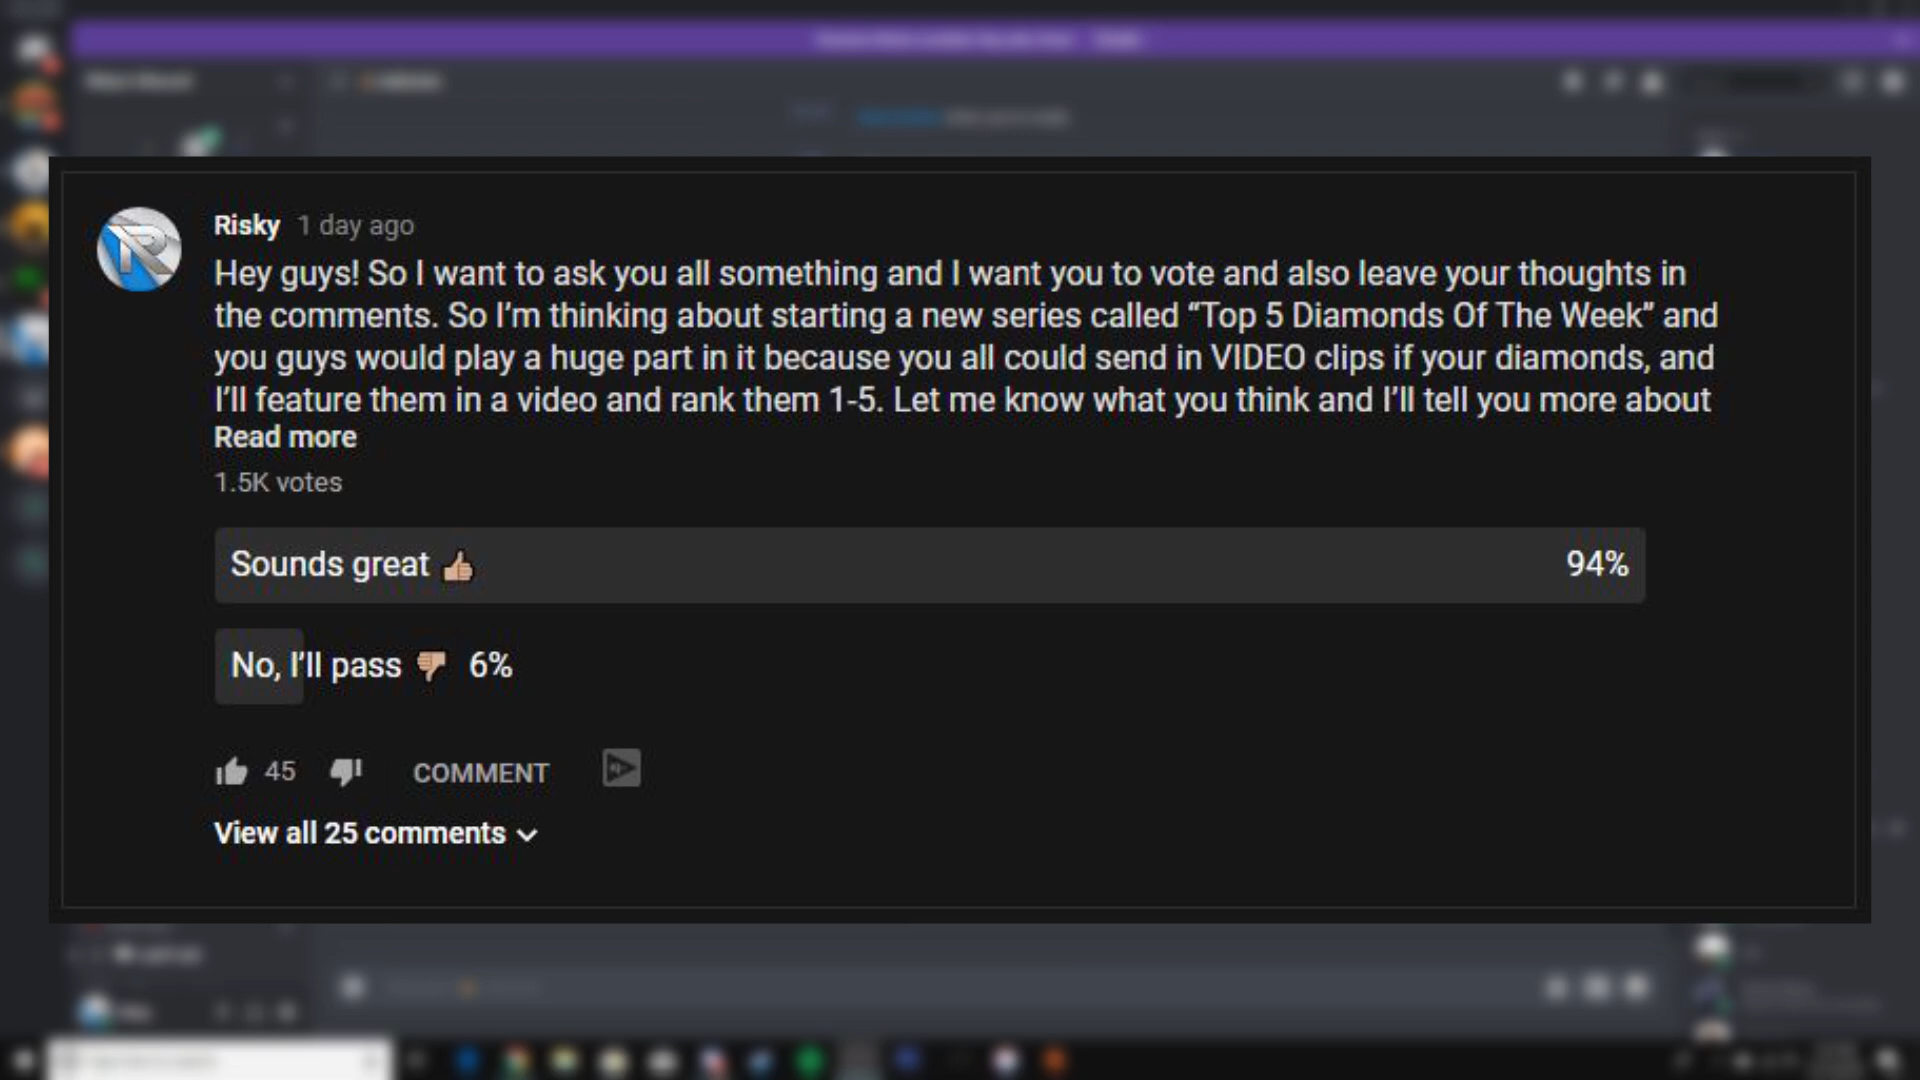 Risky 1 day ago
Hey guys! So I want to ask you all something and I want you to vote and also leave your thoughts in
the comments. So I’m thinking about starting a new series called “Top 5 Diamonds Of The Week” and
you guys would play a huge part in it because you all could send in VIDEO clips if your diamonds, and
I’ll feature them in a video and rank them 1-5. Let me know what you think and I’ll tell you more about
Read more
1.5K votes
Sounds great 👍🏼 94%
No, I’ll pass 👎🏼 6%
45 COMMENT
View all 25 comments